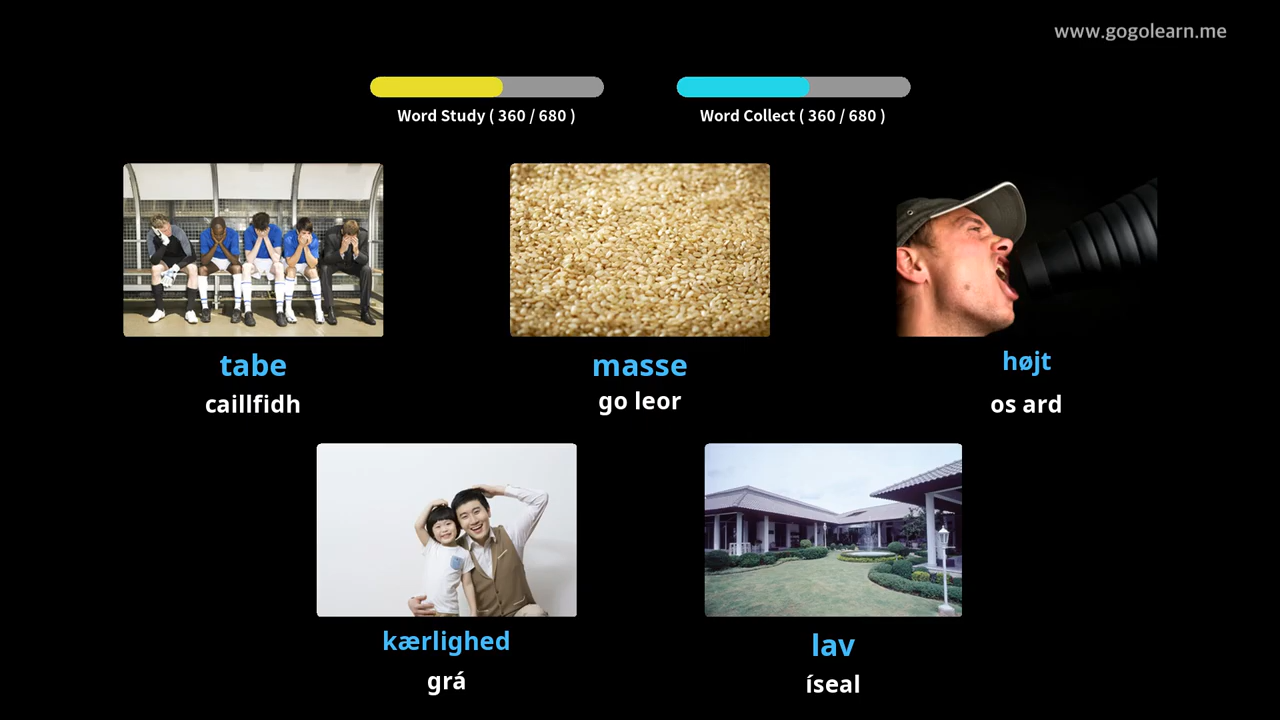 www.gogolearn.me
Word Study ( 360 / 680 )
Word Collect ( 360 / 680 )
tabe
caillfidh
masse
go leor
højt
os ard
kærlighed
grá
lav
íseal